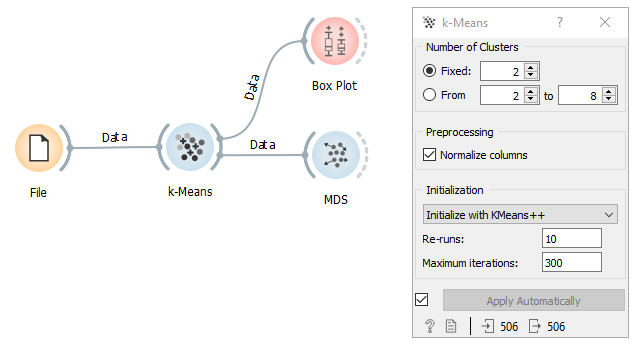 File
Data
k-Means
Data
Box Plot
Data
MDS
k-Means
?
Number of Clusters
Fixed: 2
From 2 to 8
Preprocessing
Normalize columns
Initialization
Initialize with KMeans++
Re-runs: 10
Maximum iterations: 300
Apply Automatically
? 506 506